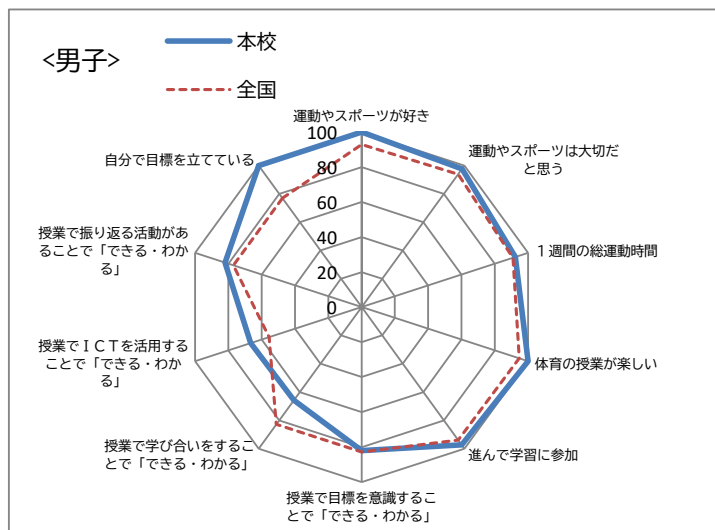 <男子>
本校
全国
運動やスポーツが好き
運動やスポーツは大切だ
と思う
１週間の総運動時間
体育の授業が楽しい
進んで学習に参加
授業で目標を意識するこ
とで「できる・わかる」
授業で学び合いをするこ
とで「できる・わかる」
授業でＩＣＴを活用する
ことで「できる・わか
る」
授業で振り返る活動があ
ることで「できる・わか
る」
自分で目標を立てている
100
80
60
40
20
0